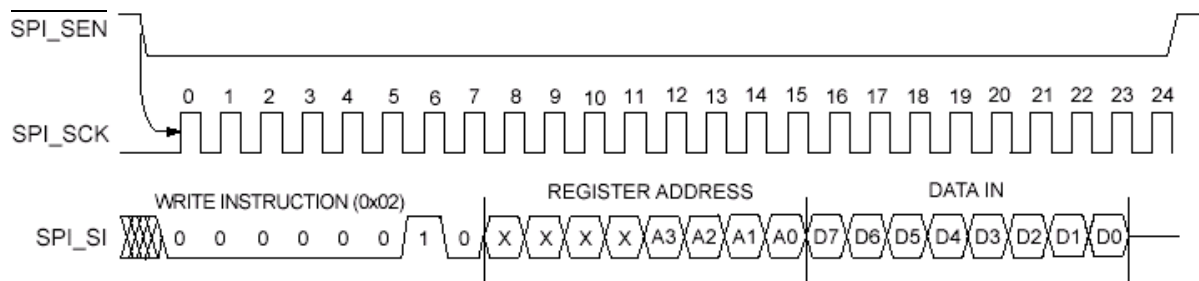 SPI_SEN
0 1 2 3 4 5 6 7 8 9 10 11 12 13 14 15 16 17 18 19 20 21 22 23 24
SPI_SCK
WRITE INSTRUCTION (0x02) REGISTER ADDRESS DATA IN
SPI_SI 0 0 0 0 0 0 1 0 X X X X A3 A2 A1 A0 D7 D6 D5 D4 D3 D2 D1 D0